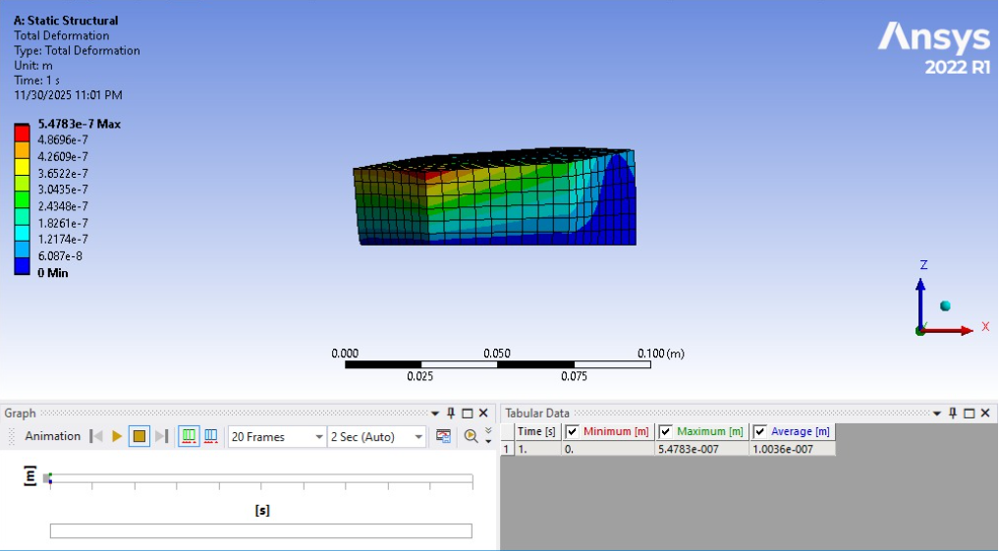 A: Static Structural
Total Deformation
Type: Total Deformation
Unit: m
Time: 1 s
11/30/2025 11:01 PM
5.4783e-7 Max
4.8696e-7
4.2609e-7
3.6522e-7
3.0435e-7
2.4348e-7
1.8261e-7
1.2174e-7
6.087e-8
0 Min
Ansys
2022 R1
Z
X
Y
0.000 0.050 0.100 (m)
0.025 0.075
Graph
Animation 20 Frames 2 Sec (Auto)
[m]
[s]
Tabular Data
Time [s] Minimum [m] Maximum [m] Average [m]
1 1. 0. 5.4783e-007 1.0036e-007